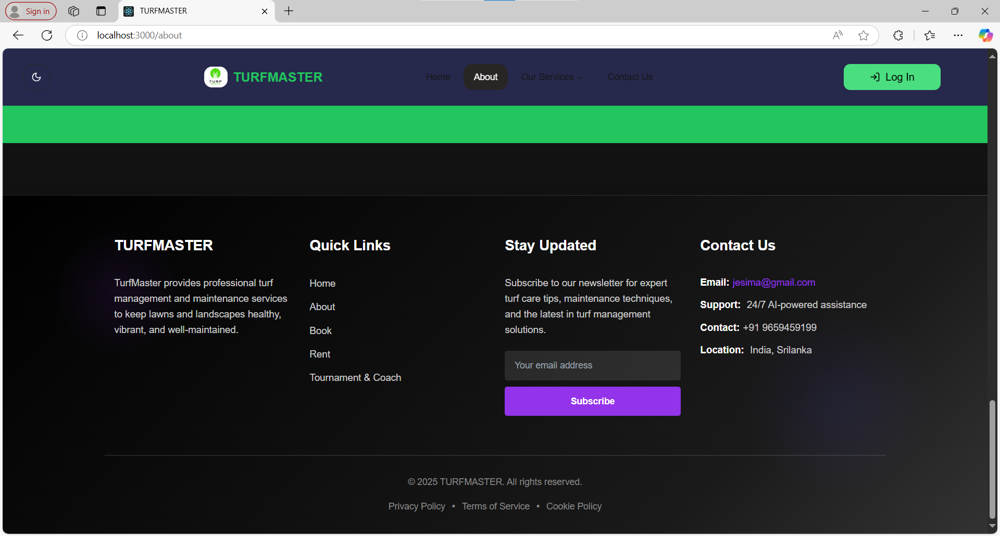 Sign in
TURFMASTER
localhost:3000/about
TURF
TURFMASTER
Home
About
Our Services
Contact Us
Log In
TURFMASTER
TurfMaster provides professional turf
management and maintenance services
to keep lawns and landscapes healthy,
vibrant, and well-maintained.
Quick Links
Home
About
Book
Rent
Tournament & Coach
Stay Updated
Subscribe to our newsletter for expert
turf care tips, maintenance techniques,
and the latest in turf management
solutions.
Your email address
Subscribe
Contact Us
Email: jesima@gmail.com
Support: 24/7 AI-powered assistance
Contact: +91 9659459199
Location: India, Srilanka
© 2025 TURFMASTER. All rights reserved.
Privacy Policy • Terms of Service • Cookie Policy